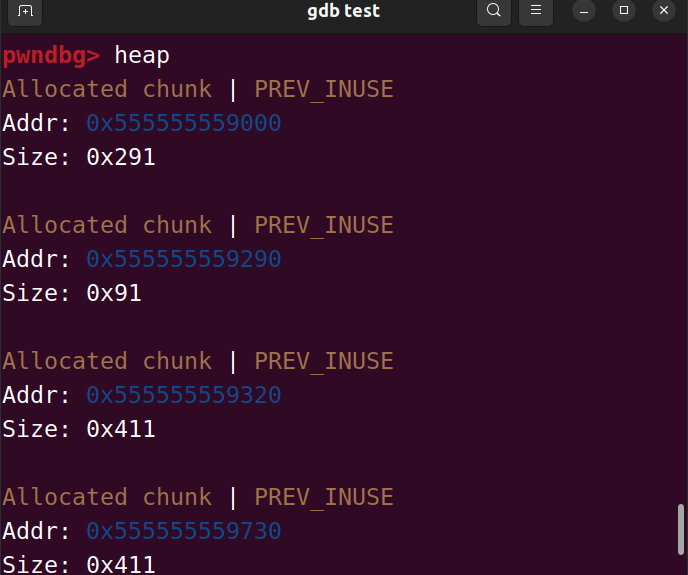 gdb test
pwndbg> heap
Allocated chunk | PREV_INUSE
Addr: 0x555555559000
Size: 0x291
Allocated chunk | PREV_INUSE
Addr: 0x555555559290
Size: 0x91
Allocated chunk | PREV_INUSE
Addr: 0x555555559320
Size: 0x411
Allocated chunk | PREV_INUSE
Addr: 0x555555559730
Size: 0x411